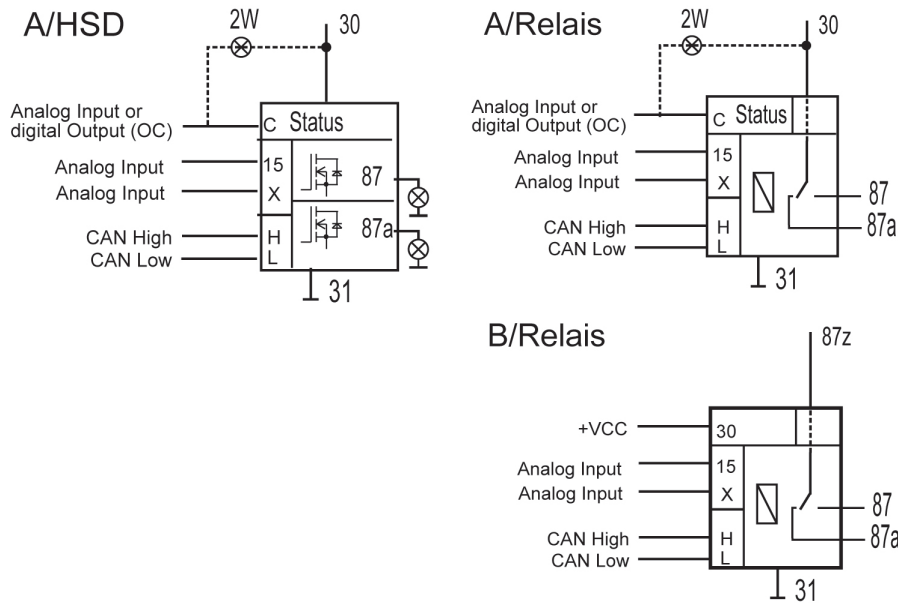 A/HSD
2W
30
Analog Input or
digital Output (OC)
C Status
Analog Input
15
87
Analog Input
X
87a
CAN High
H
CAN Low
L
31
A/Relais
2W
30
Analog Input or
digital Output (OC)
C Status
Analog Input
15
Analog Input
X
87
87a
CAN High
H
CAN Low
L
31
B/Relais
87z
+VCC
30
Analog Input
15
Analog Input
X
87
87a
CAN High
H
CAN Low
L
31